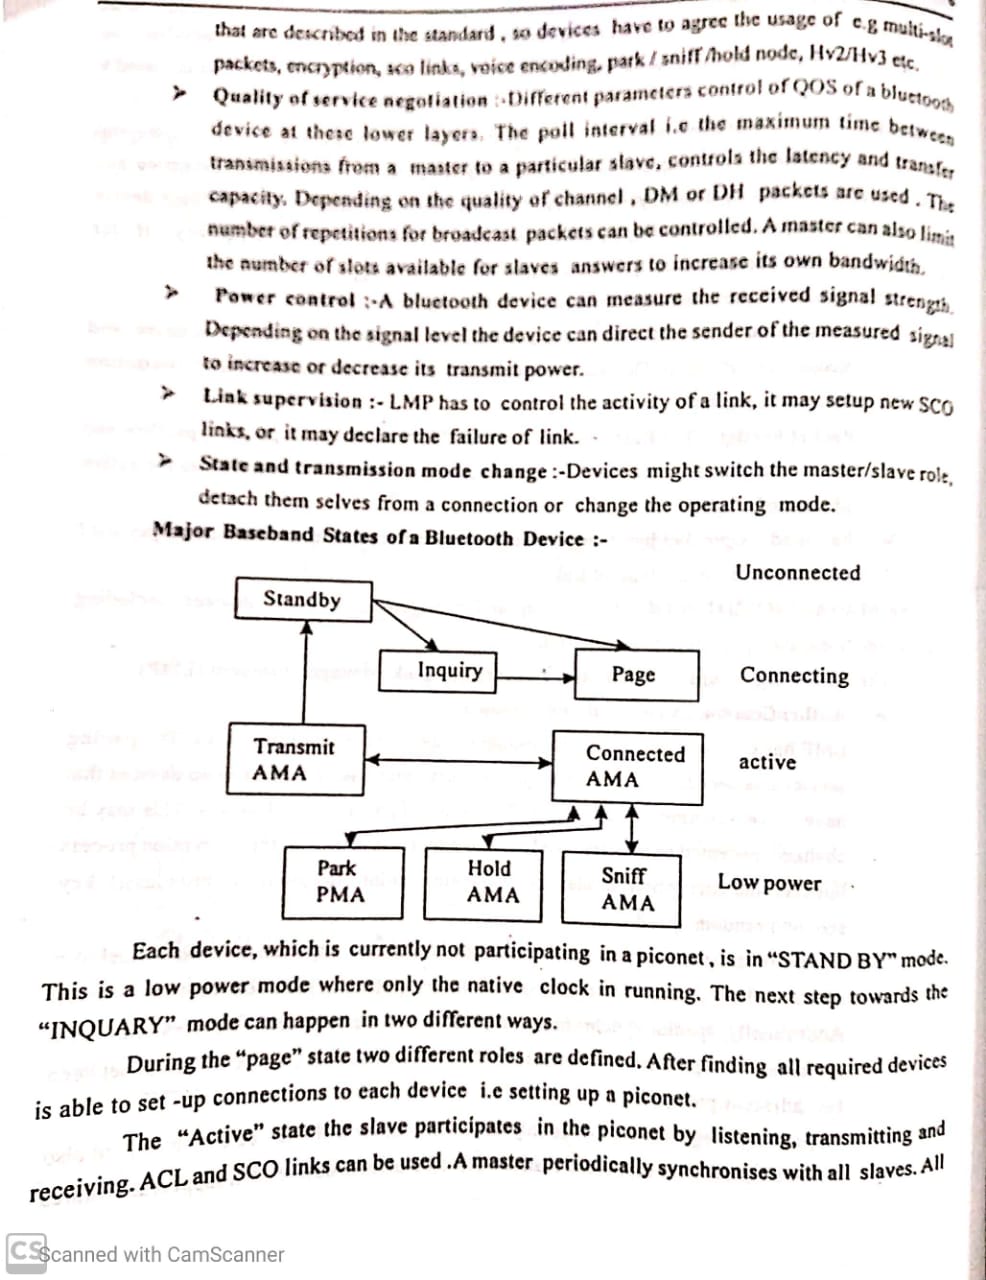 that are described in the standard , so devices have to agree the usage of e.g multi-slot
packets, encryption, sco links, voice encoding, park / sniff /hold node, Hv2/Hv3 etc.
➢ Quality of service negotiation :-Different parameters control of QOS of a bluetooth
device at these lower layers. The poll interval i.e the maximum time between
transmissions from a master to a particular slave, controls the latency and transfer
capacity. Depending on the quality of channel , DM or DH packets are used . The
number of repetitions for broadcast packets can be controlled. A master can also limit
the number of slots available for slaves answers to increase its own bandwidth.
➢ Power control :-A bluetooth device can measure the received signal strength.
Depending on the signal level the device can direct the sender of the measured signal
to increase or decrease its transmit power.
➢ Link supervision :- LMP has to control the activity of a link, it may setup new SCO
links, or it may declare the failure of link.
➢ State and transmission mode change :-Devices might switch the master/slave role,
detach them selves from a connection or change the operating mode.
Major Baseband States of a Bluetooth Device :-
Unconnected
Standby
Inquiry
Page
Connecting
Transmit
AMA
Connected
AMA
active
Park
PMA
Hold
AMA
Sniff
AMA
Low power
Each device, which is currently not participating in a piconet , is in “STAND BY” mode.
This is a low power mode where only the native clock in running. The next step towards the
“INQUARY” mode can happen in two different ways.
During the “page” state two different roles are defined. After finding all required devices
is able to set -up connections to each device i.e setting up a piconet.
The “Active” state the slave participates in the piconet by listening, transmitting and
receiving. ACL and SCO links can be used .A master periodically synchronises with all slaves. All
CS Scanned with CamScanner